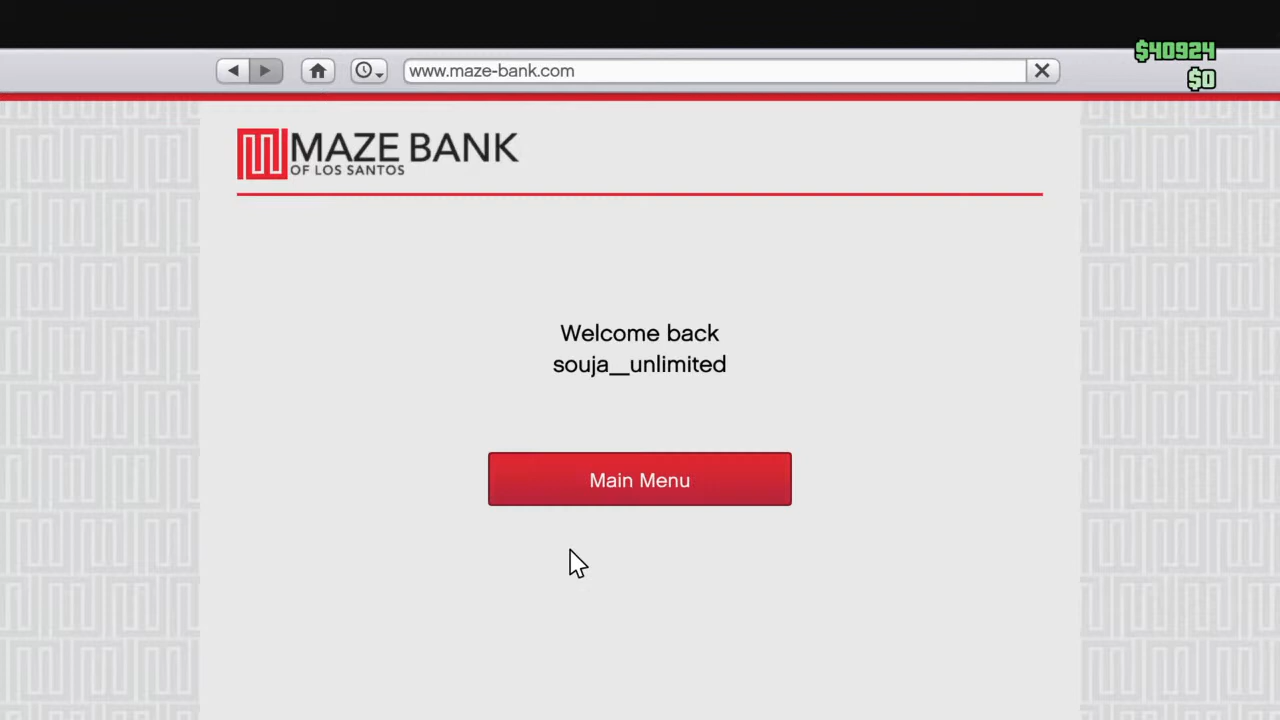 $40924
www.maze-bank.com
$0
MAZE BANK
OF LOS SANTOS
Welcome back
souja__unlimited
Main Menu